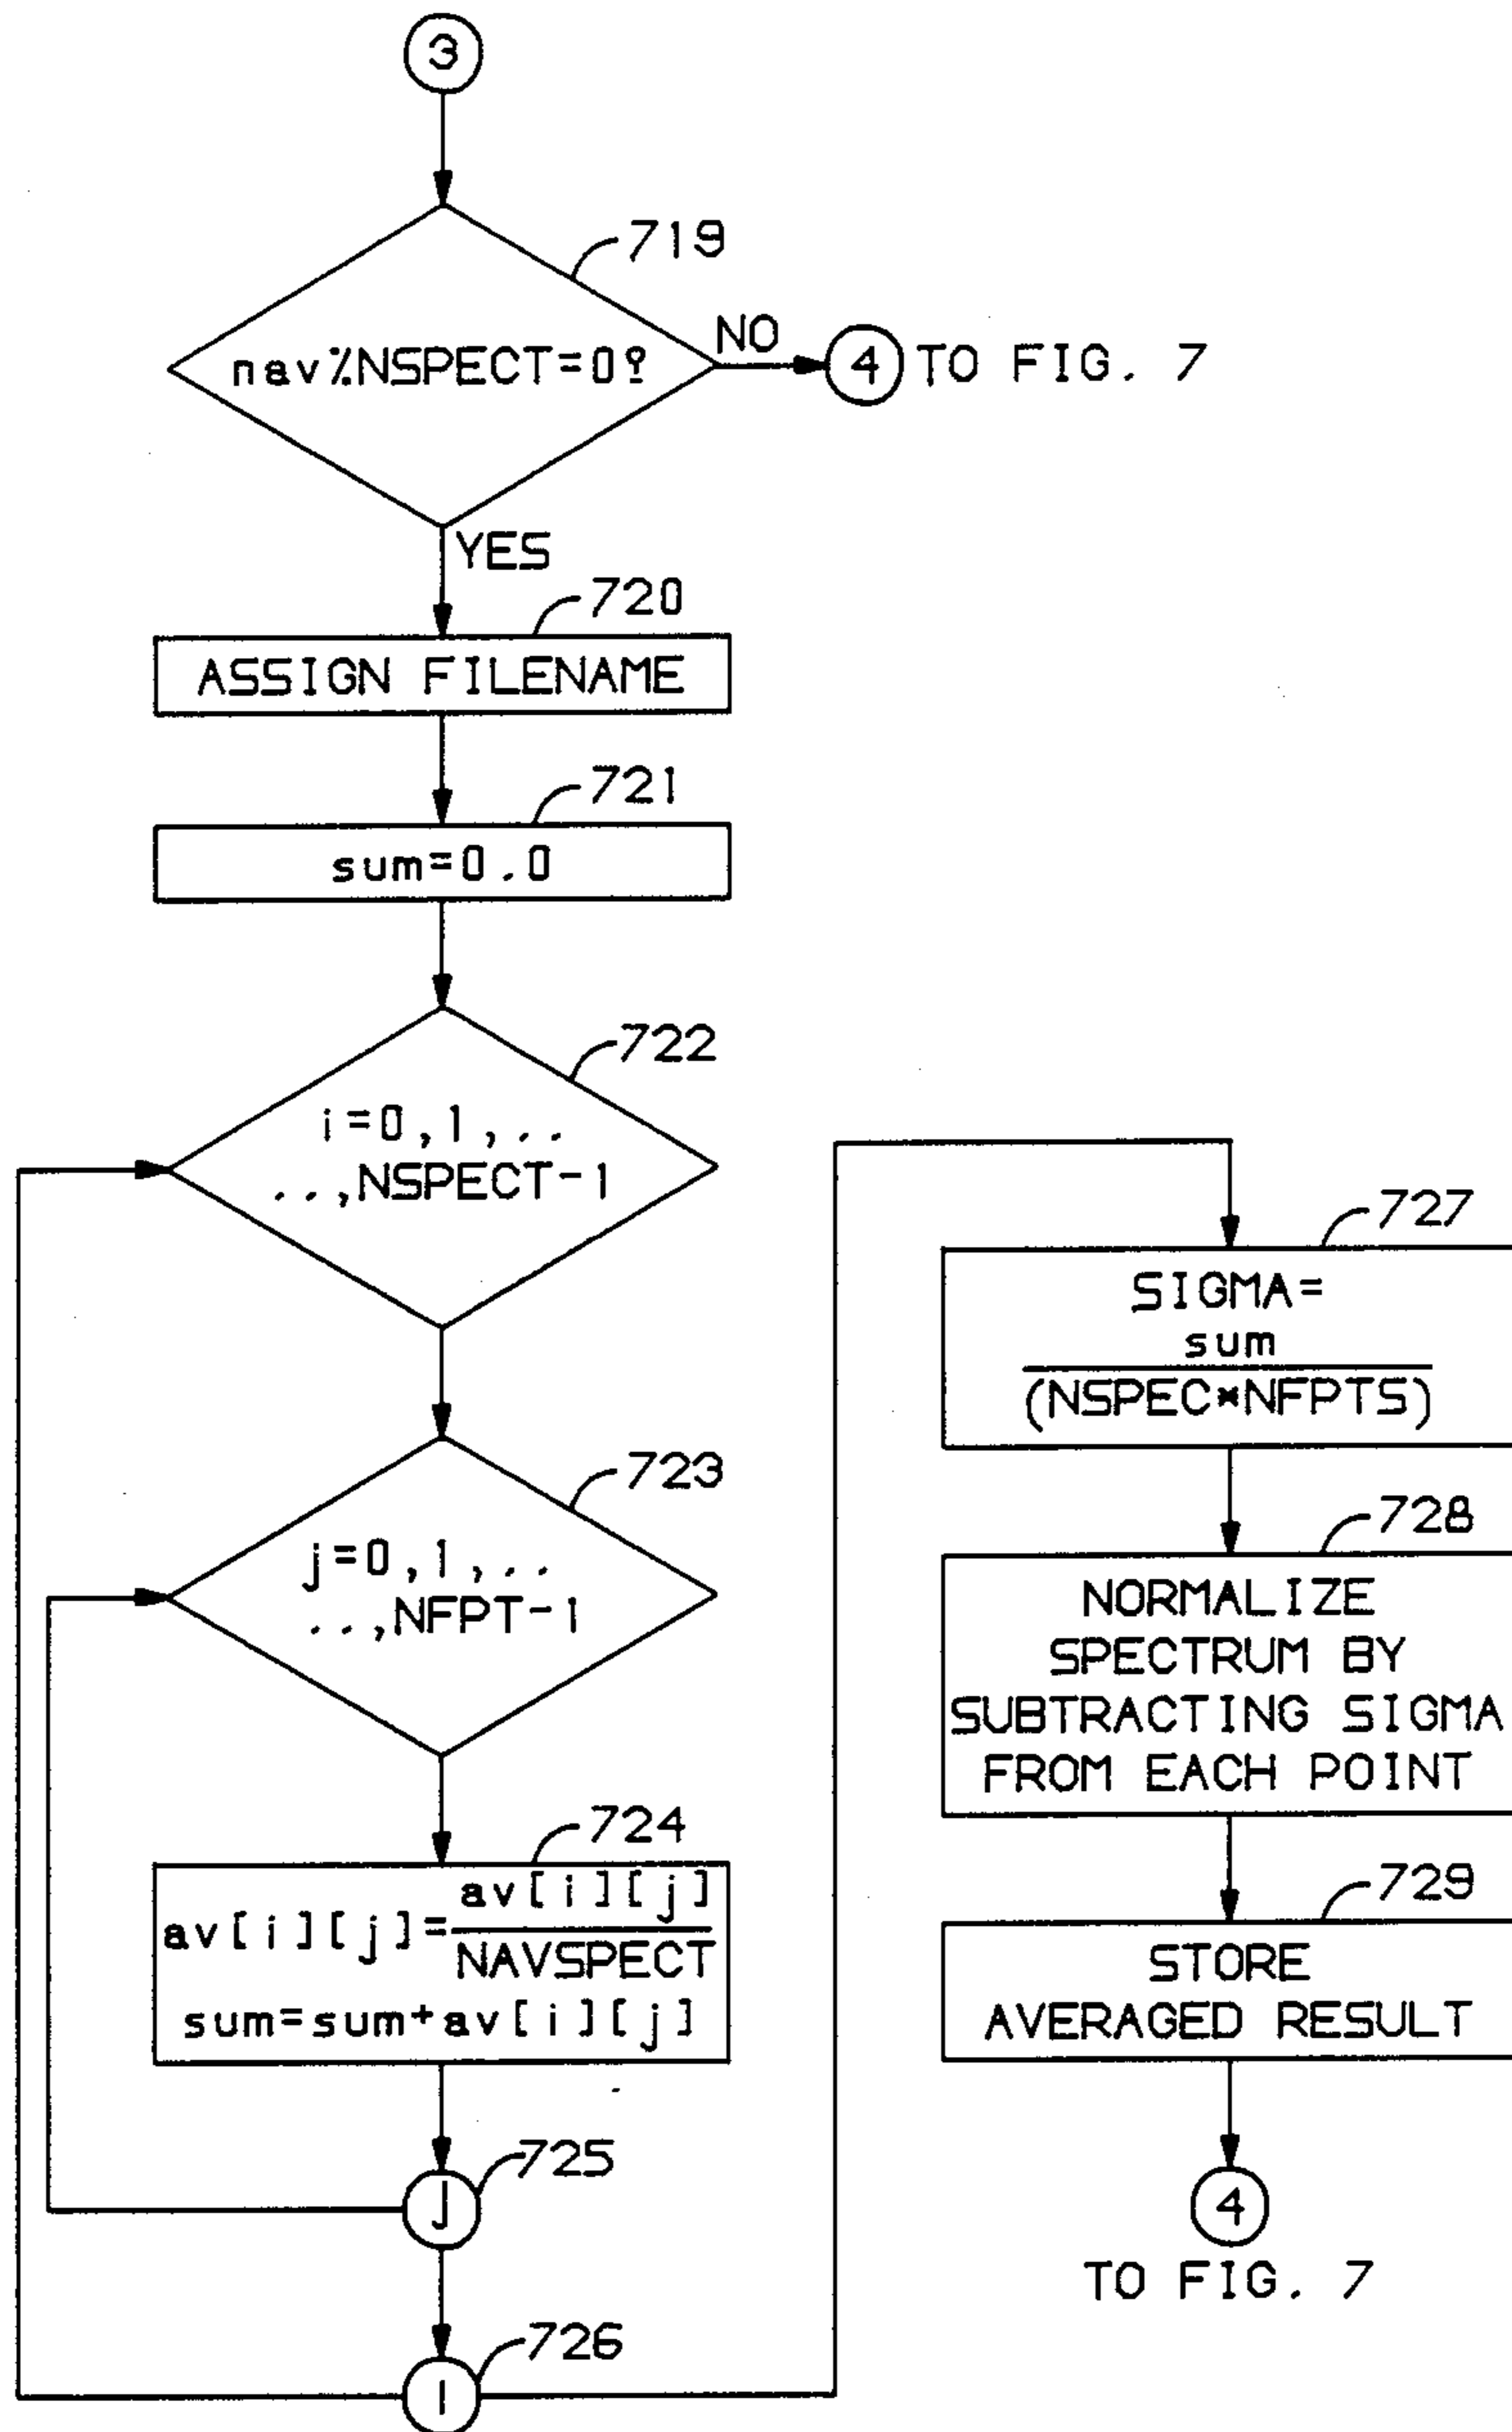 3
719
nav%NSPECT=0?
NO
4 TO FIG. 7
YES
720
ASSIGN FILENAME
721
sum=0.0
722
i=0,1,..
..,NSPECT-1
723
j=0,1,..
..,NFPT-1
724
av[i][j]
av[i][j]=
NAVSPECT
sum=sum+av[i][j]
725
j
726
I
727
SIGMA=
sum
(NSPEC*NFPTS)
728
NORMALIZE
SPECTRUM BY
SUBTRACTING SIGMA
FROM EACH POINT
729
STORE
AVERAGED RESULT
4
TO FIG. 7